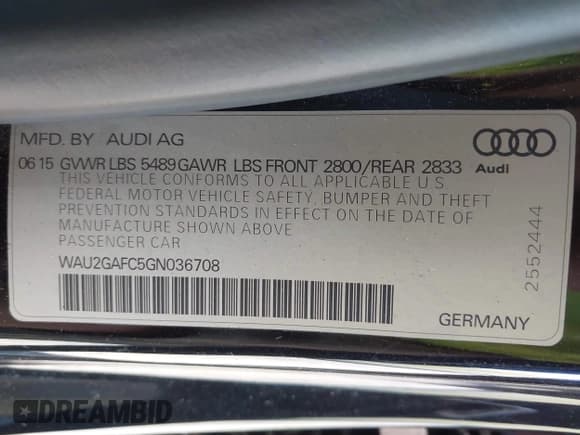 MFD. BY AUDI AG
06 15 GVWR LBS 5489 GAWR LBS FRONT 2800/REAR 2833
Audi
THIS VEHICLE CONFORMS TO ALL APPLICABLE U.S.
FEDERAL MOTOR VEHICLE SAFETY, BUMPER AND THEFT
PREVENTION STANDARDS IN EFFECT ON THE DATE OF
MANUFACTURE SHOWN ABOVE
PASSENGER CAR
WAU2GAFC5GN036708
2552444
GERMANY
DREAMBID